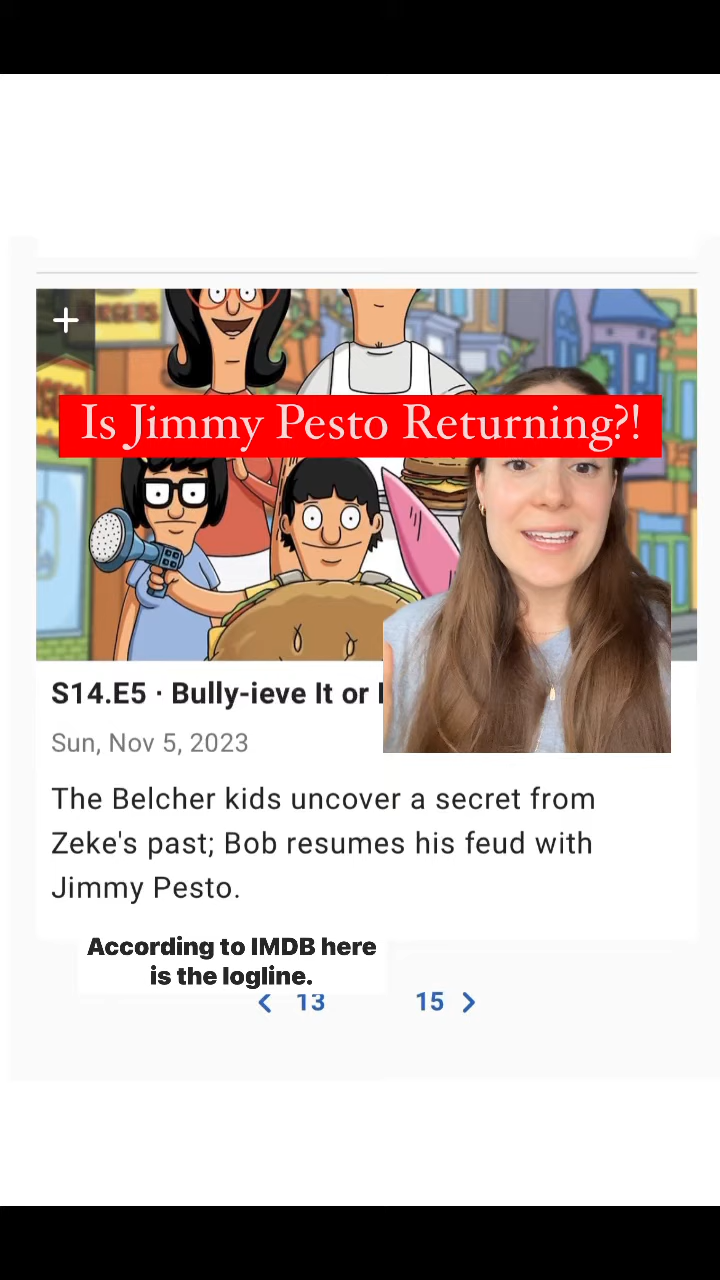 +
BURGERS
Is Jimmy Pesto Returning?!
S14.E5 · Bully-ieve It or
Sun, Nov 5, 2023
The Belcher kids uncover a secret from
Zeke's past; Bob resumes his feud with
Jimmy Pesto.
According to IMDB here
is the logline.
< 13 15 >